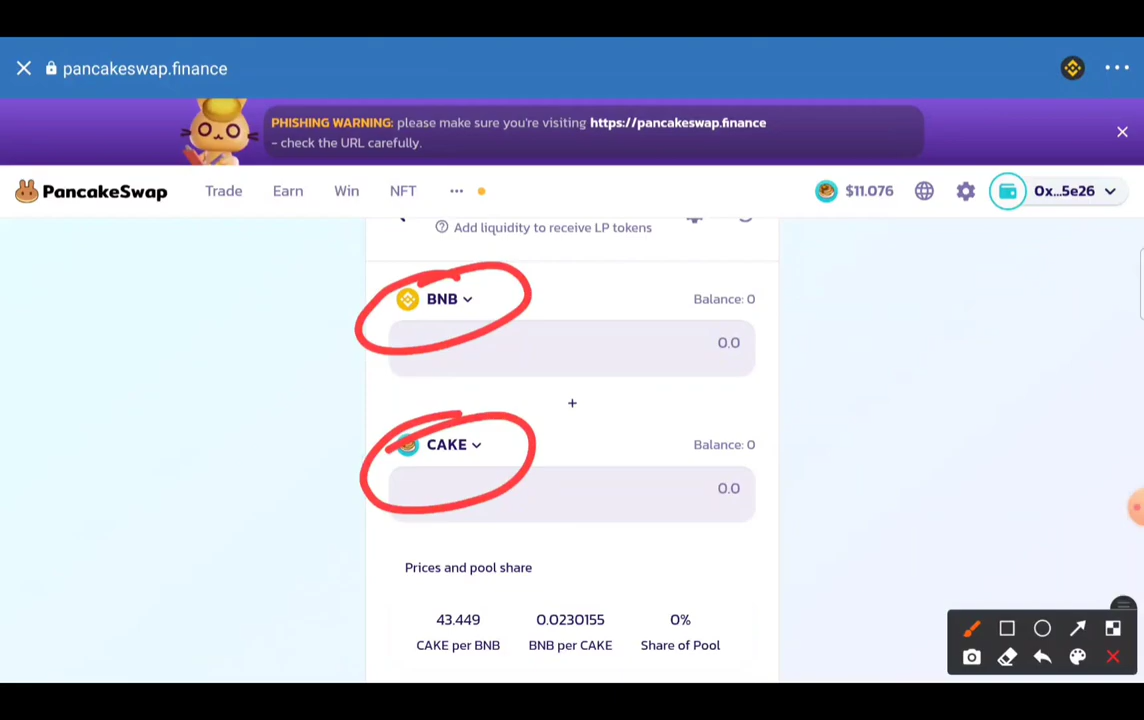 pancakeswap.finance
PHISHING WARNING: please make sure you're visiting https://pancakeswap.finance
- check the URL carefully.
PancakeSwap Trade Earn Win NFT $11.076 0x...5e26
Add liquidity to receive LP tokens
BNB Balance: 0
0.0
+
CAKE Balance: 0
0.0
Prices and pool share
43.449 0.0230155 0%
CAKE per BNB BNB per CAKE Share of Pool